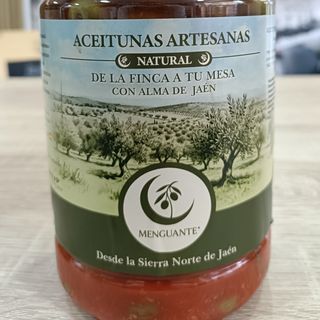 ACEITUNAS ARTESANAS
NATURAL
DE LA FINCA A TU MESA
CON ALMA DE JAÉN
MENGUANTE
Desde la Sierra Norte de Jaén